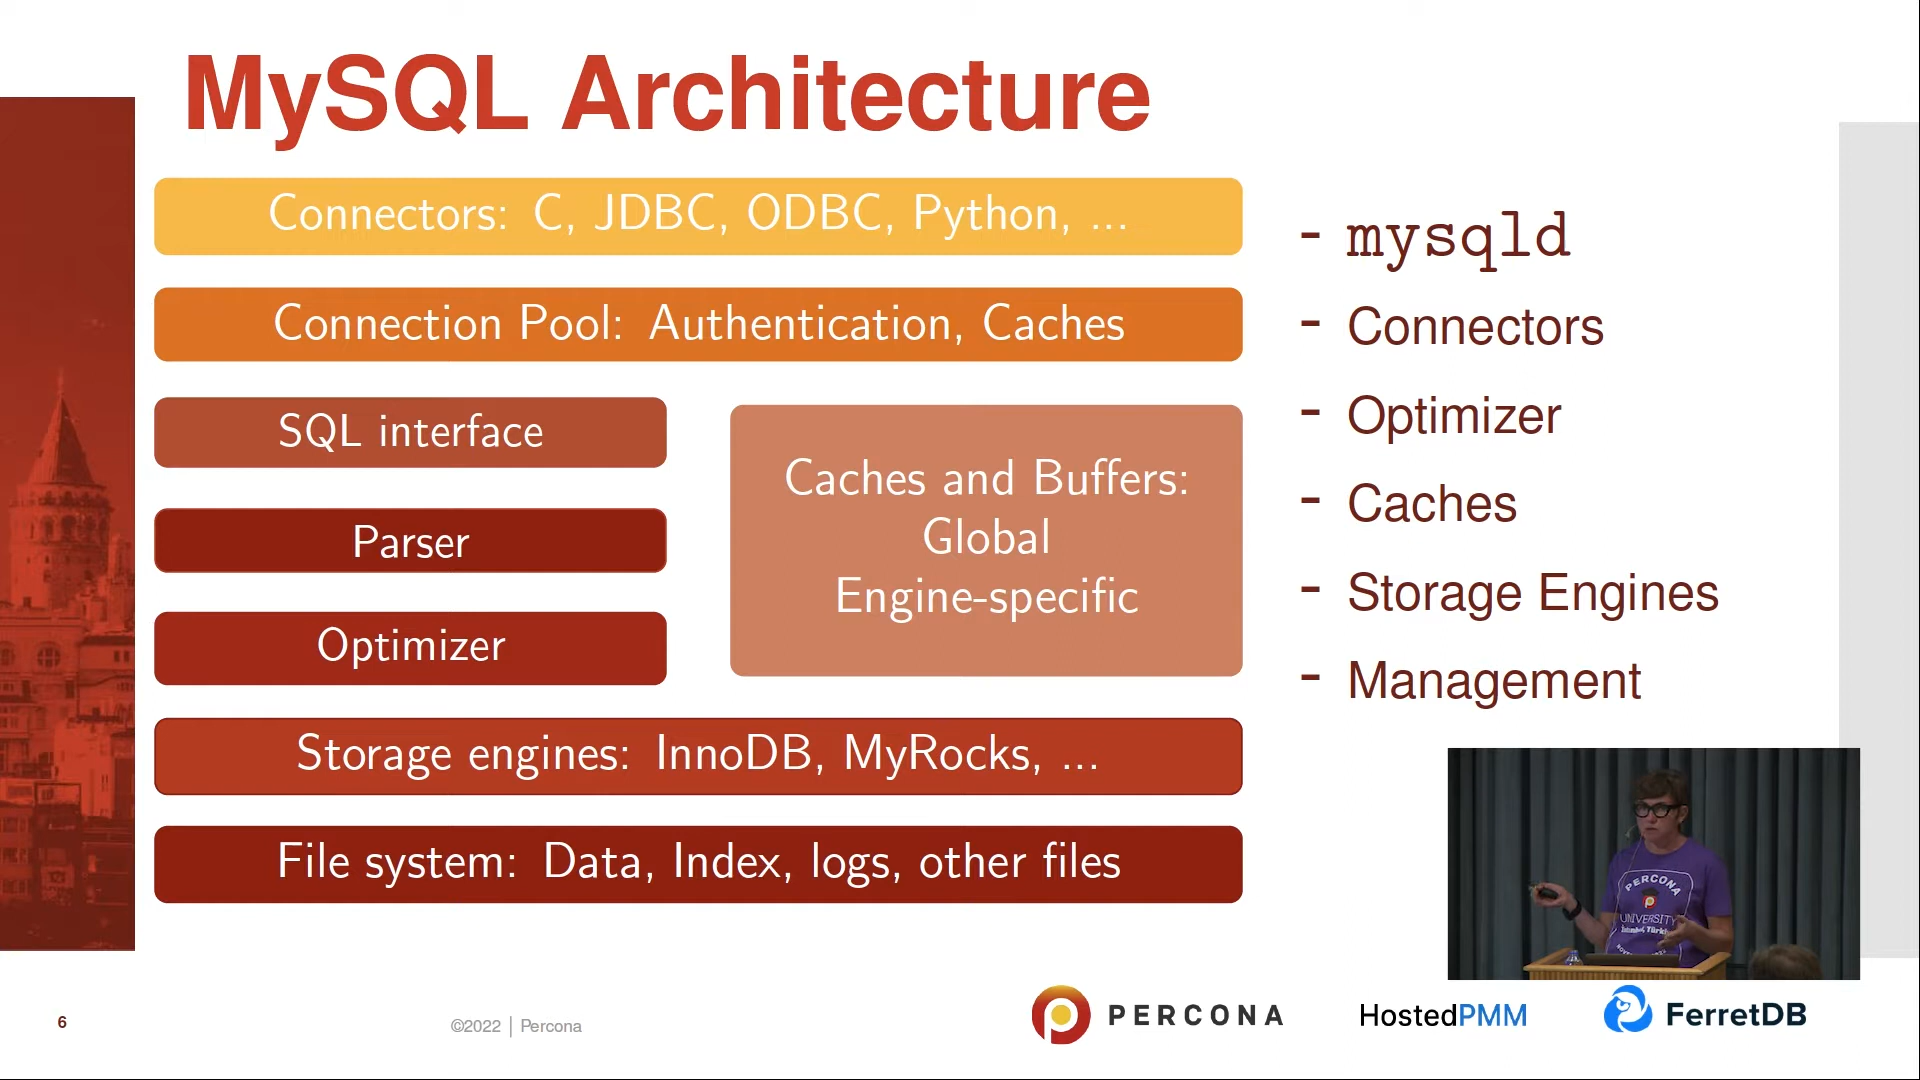 MySQL Architecture
Connectors: C, JDBC, ODBC, Python, ...
Connection Pool: Authentication, Caches
SQL interface
Parser
Optimizer
Caches and Buffers:
Global
Engine-specific
Storage engines: InnoDB, MyRocks, ...
File system: Data, Index, logs, other files
- mysqld
- Connectors
- Optimizer
- Caches
- Storage Engines
- Management
PERCONA
UNIVERSITY
6
©2022 | Percona
PERCONA
HostedPMM
FerretDB